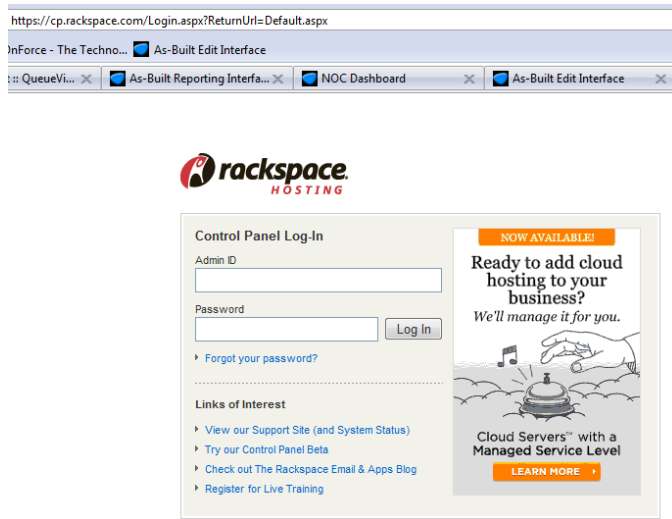 https://cp.rackspace.com/Login.aspx?ReturnUrl=Default.aspx
OnForce - The Techno... As-Built Edit Interface
:: QueueVi... As-Built Reporting Interfa... NOC Dashboard As-Built Edit Interface
rackspace.
HOSTING
Control Panel Log-In
Admin ID
Password
Log In
Forgot your password?
Links of Interest
View our Support Site (and System Status)
Try our Control Panel Beta
Check out The Rackspace Email & Apps Blog
Register for Live Training
NOW AVAILABLE!
Ready to add cloud
hosting to your
business?
We'll manage it for you.
Cloud Servers™ with a
Managed Service Level
LEARN MORE